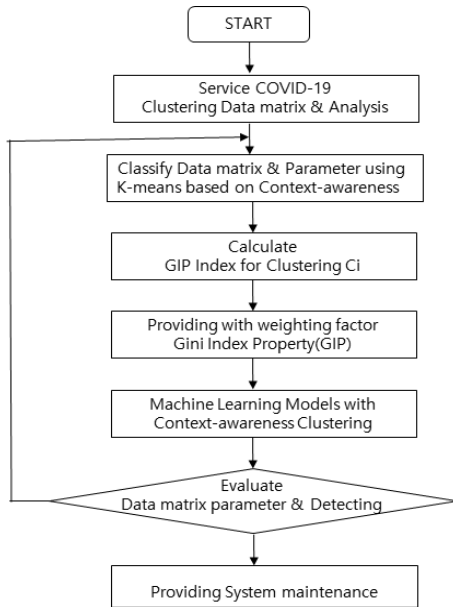 START
Service COVID-19
Clustering Data matrix & Analysis
Classify Data matrix & Parameter using
K-means based on Context-awareness
Calculate
GIP Index for Clustering Ci
Providing with weighting factor
Gini Index Property(GIP)
Machine Learning Models with
Context-awareness Clustering
Evaluate
Data matrix parameter & Detecting
Providing System maintenance